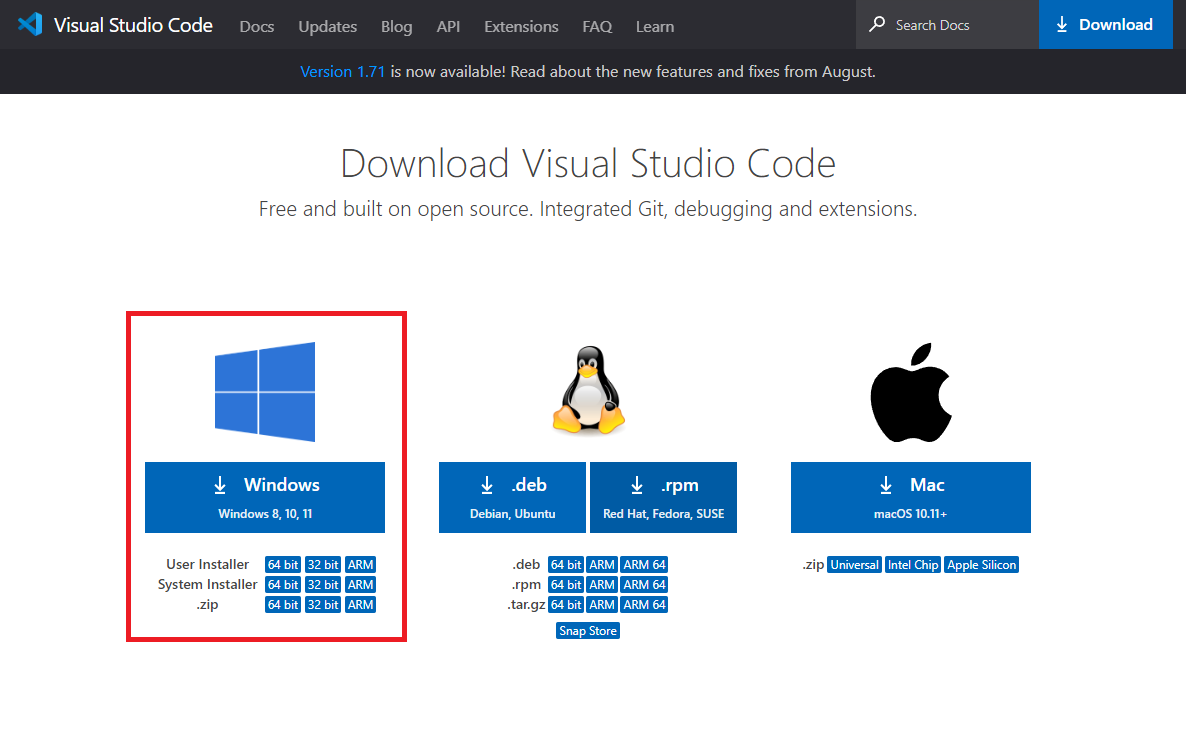 Visual Studio Code Docs Updates Blog API Extensions FAQ Learn Search Docs Download
Version 1.71 is now available! Read about the new features and fixes from August.
Download Visual Studio Code
Free and built on open source. Integrated Git, debugging and extensions.
Windows
Windows 8, 10, 11
User Installer 64 bit 32 bit ARM
System Installer 64 bit 32 bit ARM
.zip 64 bit 32 bit ARM
.deb
Debian, Ubuntu
.rpm
Red Hat, Fedora, SUSE
.deb 64 bit ARM ARM 64
.rpm 64 bit ARM ARM 64
.tar.gz 64 bit ARM ARM 64
Snap Store
Mac
macOS 10.11+
.zip Universal Intel Chip Apple Silicon